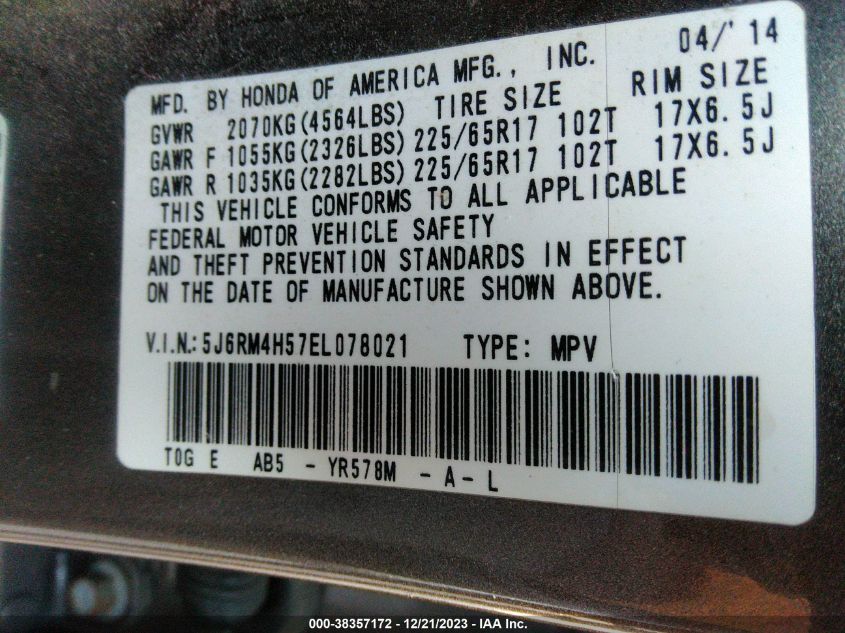 04/'14
MFD. BY HONDA OF AMERICA MFG., INC.
GVWR 2070KG(4564LBS) TIRE SIZE RIM SIZE
GAWR F 1055KG(2326LBS) 225/65R17 102T 17X6.5J
GAWR R 1035KG(2282LBS) 225/65R17 102T 17X6.5J
THIS VEHICLE CONFORMS TO ALL APPLICABLE
FEDERAL MOTOR VEHICLE SAFETY
AND THEFT PREVENTION STANDARDS IN EFFECT
ON THE DATE OF MANUFACTURE SHOWN ABOVE.
V.I.N.: 5J6RM4H57EL078021 TYPE: MPV
T0G E AB5 - YR578M - A - L
000-38357172 - 12/21/2023 - IAA Inc.